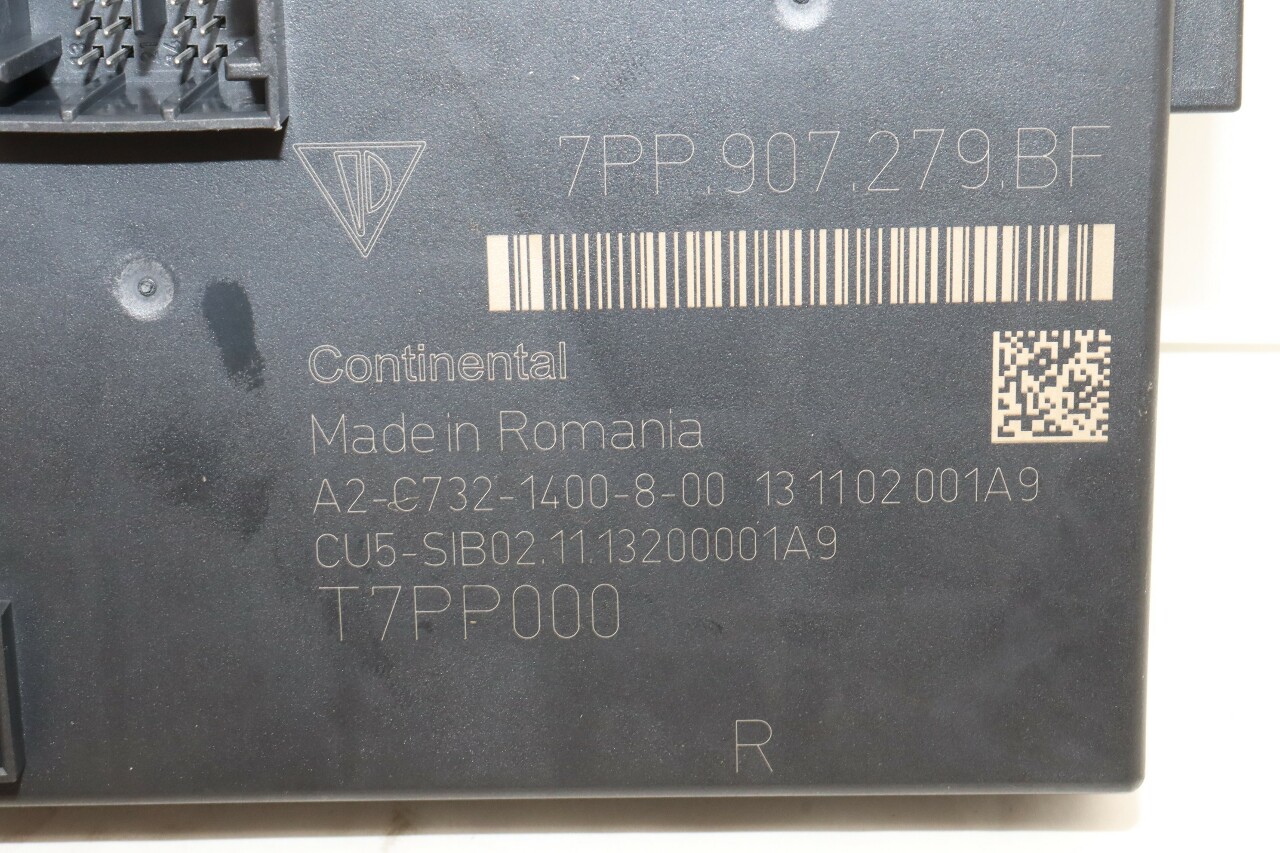 7PP.907.279.BF
Continental
Made in Romania
A2-C732-1400-8-00 13 11 02 001A9
CU5-SIB02.11.13200001A9
T7PP000
R